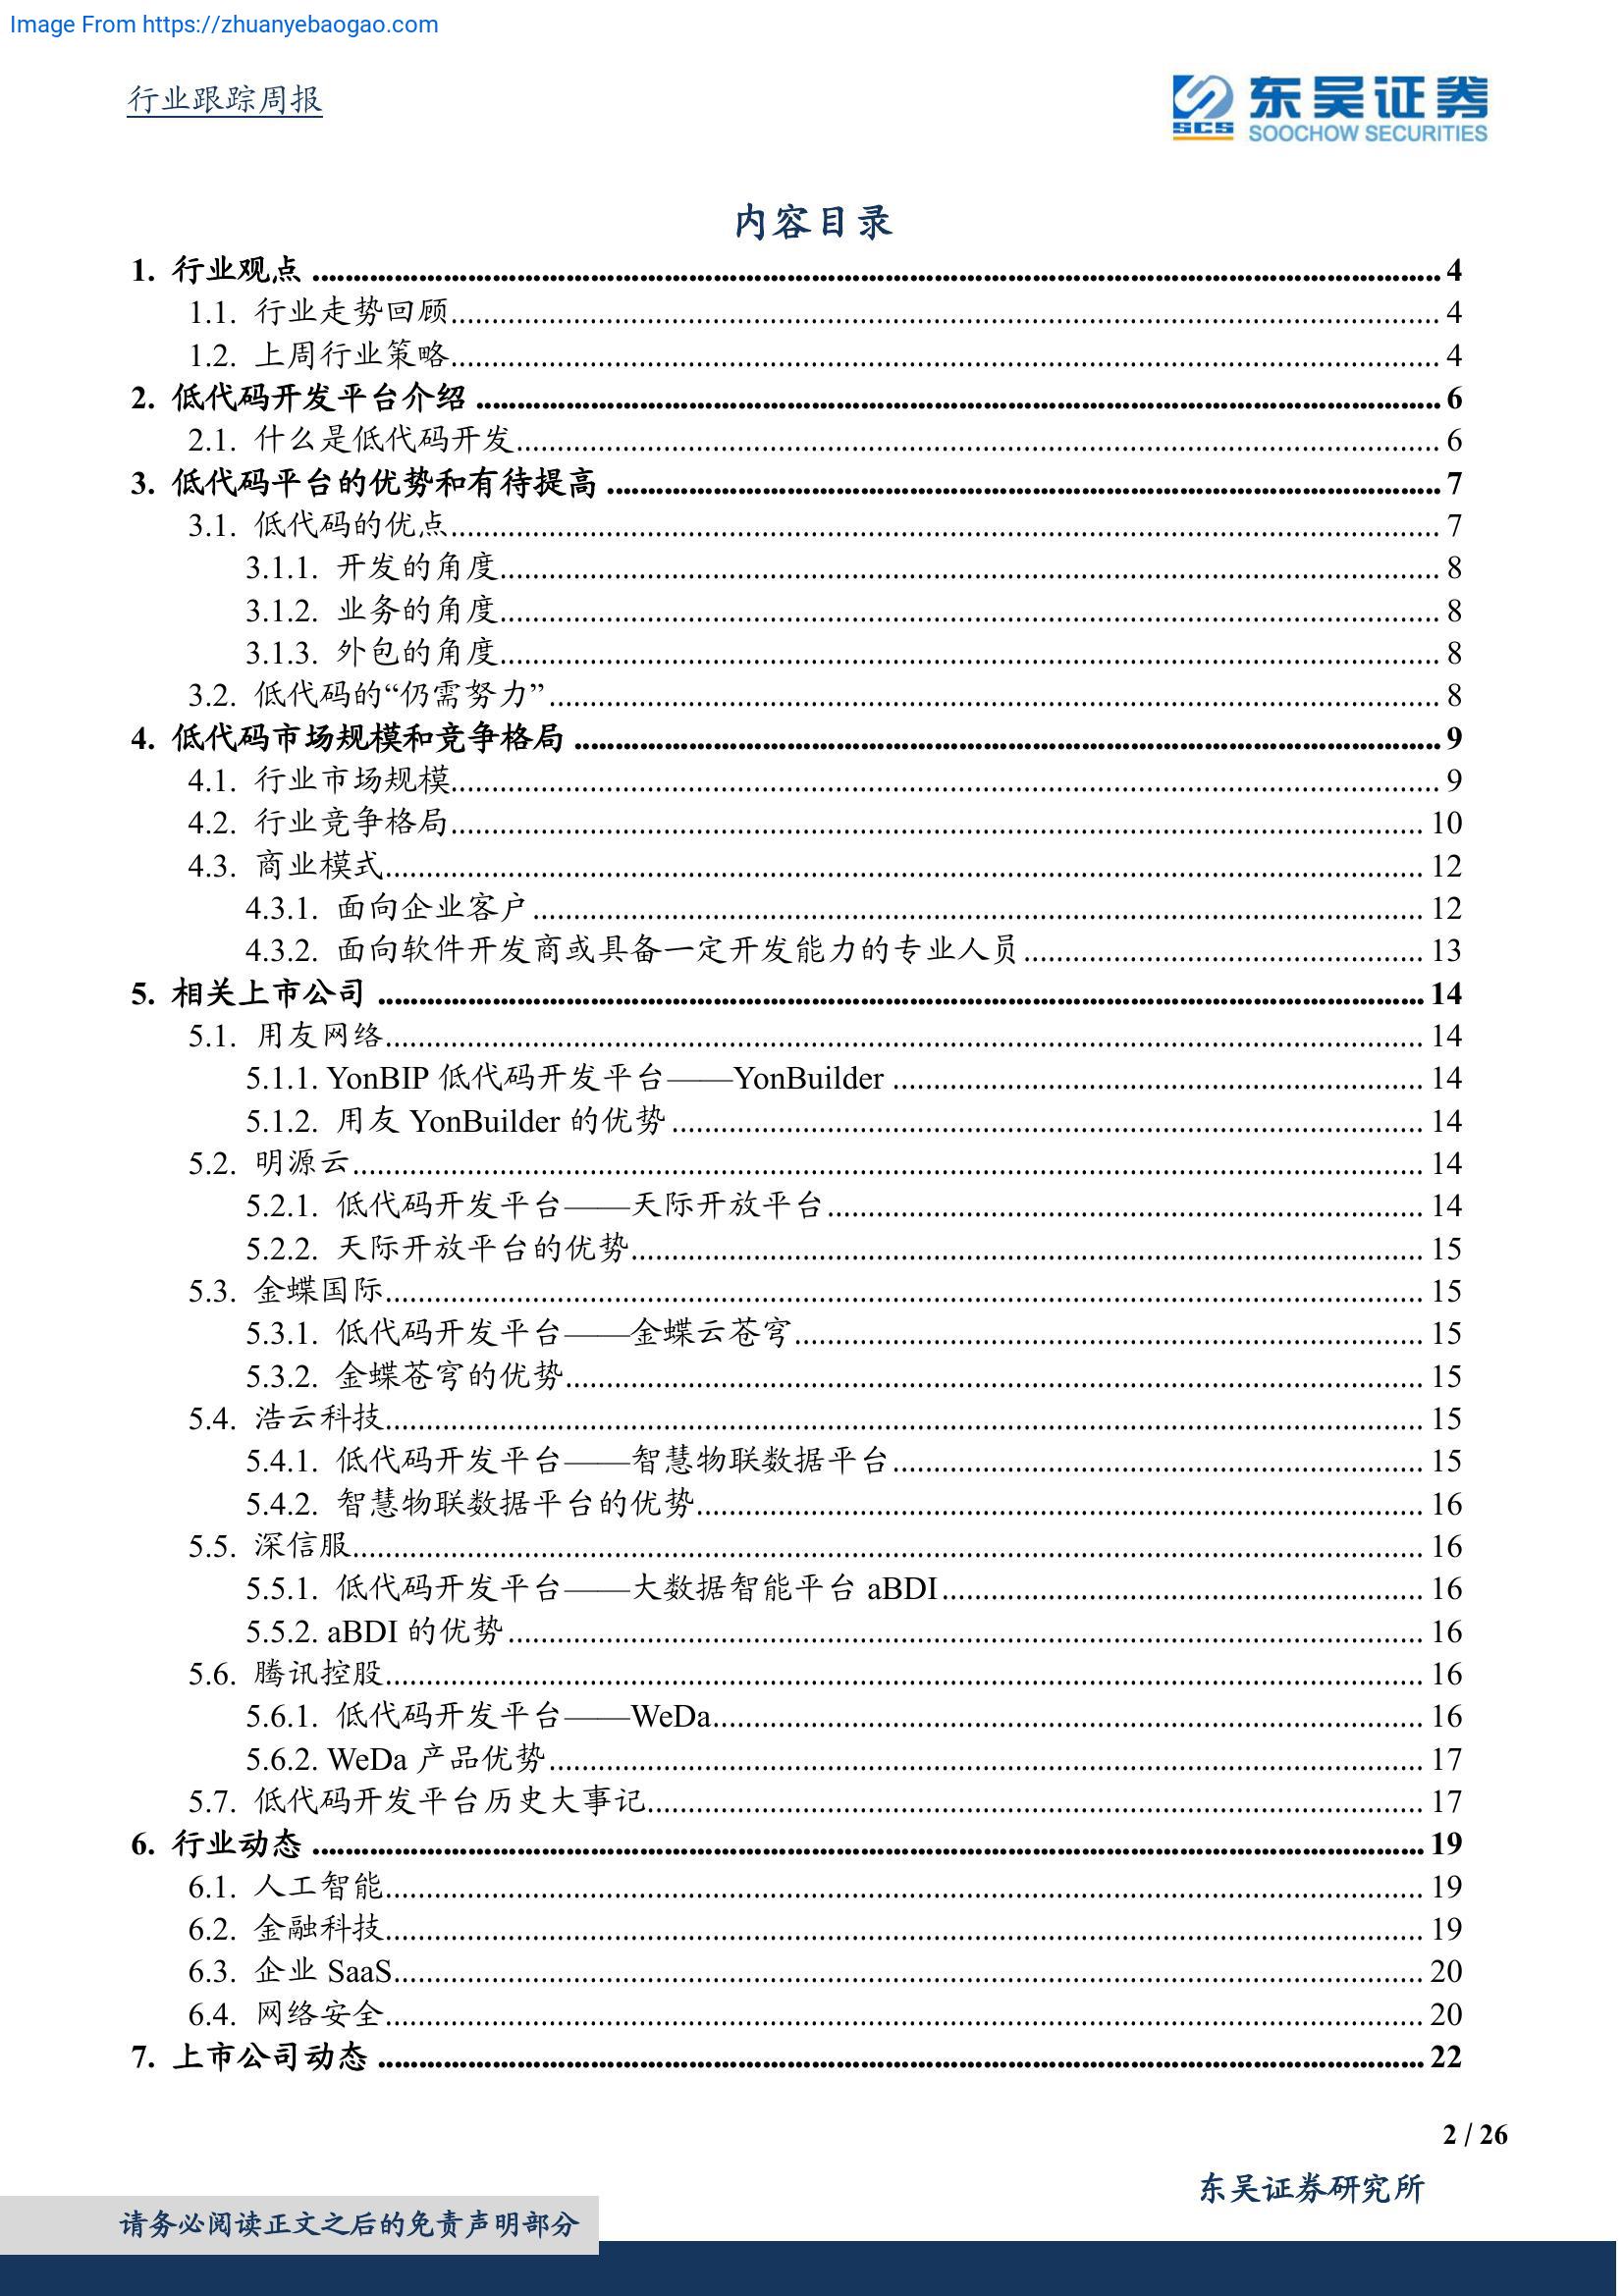 Image From https://zhuanyebaogao.com
行业跟踪周报
SCS 东吴证券
SOOCHOW SECURITIES
内容目录
1. 行业观点 4
1.1. 行业走势回顾 4
1.2. 上周行业策略 4
2. 低代码开发平台介绍 6
2.1. 什么是低代码开发 6
3. 低代码平台的优势和有待提高 7
3.1. 低代码的优点 7
3.1.1. 开发的角度 8
3.1.2. 业务的角度 8
3.1.3. 外包的角度 8
3.2. 低代码的“仍需努力” 8
4. 低代码市场规模和竞争格局 9
4.1. 行业市场规模 9
4.2. 行业竞争格局 10
4.3. 商业模式 12
4.3.1. 面向企业客户 12
4.3.2. 面向软件开发商或具备一定开发能力的专业人员 13
5. 相关上市公司 14
5.1. 用友网络 14
5.1.1. YonBIP 低代码开发平台——YonBuilder 14
5.1.2. 用友 YonBuilder 的优势 14
5.2. 明源云 14
5.2.1. 低代码开发平台——天际开放平台 14
5.2.2. 天际开放平台的优势 15
5.3. 金蝶国际 15
5.3.1. 低代码开发平台——金蝶云苍穹 15
5.3.2. 金蝶苍穹的优势 15
5.4. 浩云科技 15
5.4.1. 低代码开发平台——智慧物联数据平台 15
5.4.2. 智慧物联数据平台的优势 16
5.5. 深信服 16
5.5.1. 低代码开发平台——大数据智能平台 aBDI 16
5.5.2. aBDI 的优势 16
5.6. 腾讯控股 16
5.6.1. 低代码开发平台——WeDa 16
5.6.2. WeDa 产品优势 17
5.7. 低代码开发平台历史大事记 17
6. 行业动态 19
6.1. 人工智能 19
6.2. 金融科技 19
6.3. 企业 SaaS 20
6.4. 网络安全 20
7. 上市公司动态 22
2 / 26
东吴证券研究所
请务必阅读正文之后的免责声明部分